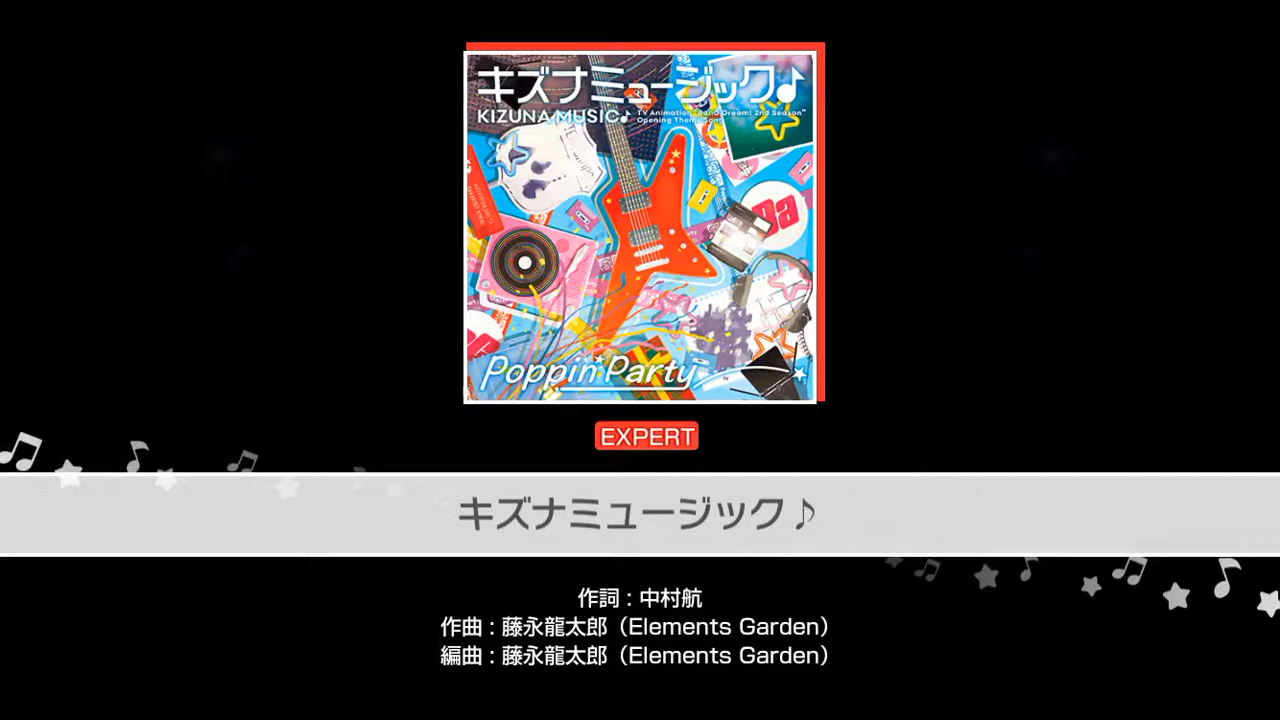 キズナミュージック♪
KIZUNA MUSIC♪ TV Animation "BanG Dream! 2nd Season"
Opening Theme Song
Poppin'Party
EXPERT
キズナミュージック♪
作詞：中村航
作曲：藤永龍太郎（Elements Garden）
編曲：藤永龍太郎（Elements Garden）